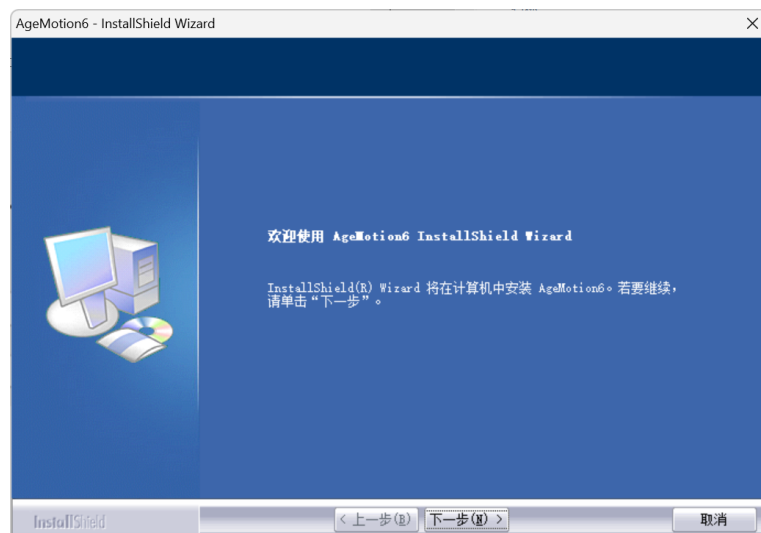 AgeMotion6 - InstallShield Wizard
欢迎使用 AgeMotion6 InstallShield Wizard
InstallShield(R) Wizard 将在计算机中安装 AgeMotion6。若要继续，
请单击“下一步”。
InstallShield
< 上一步(B) 下一步(N) > 取消